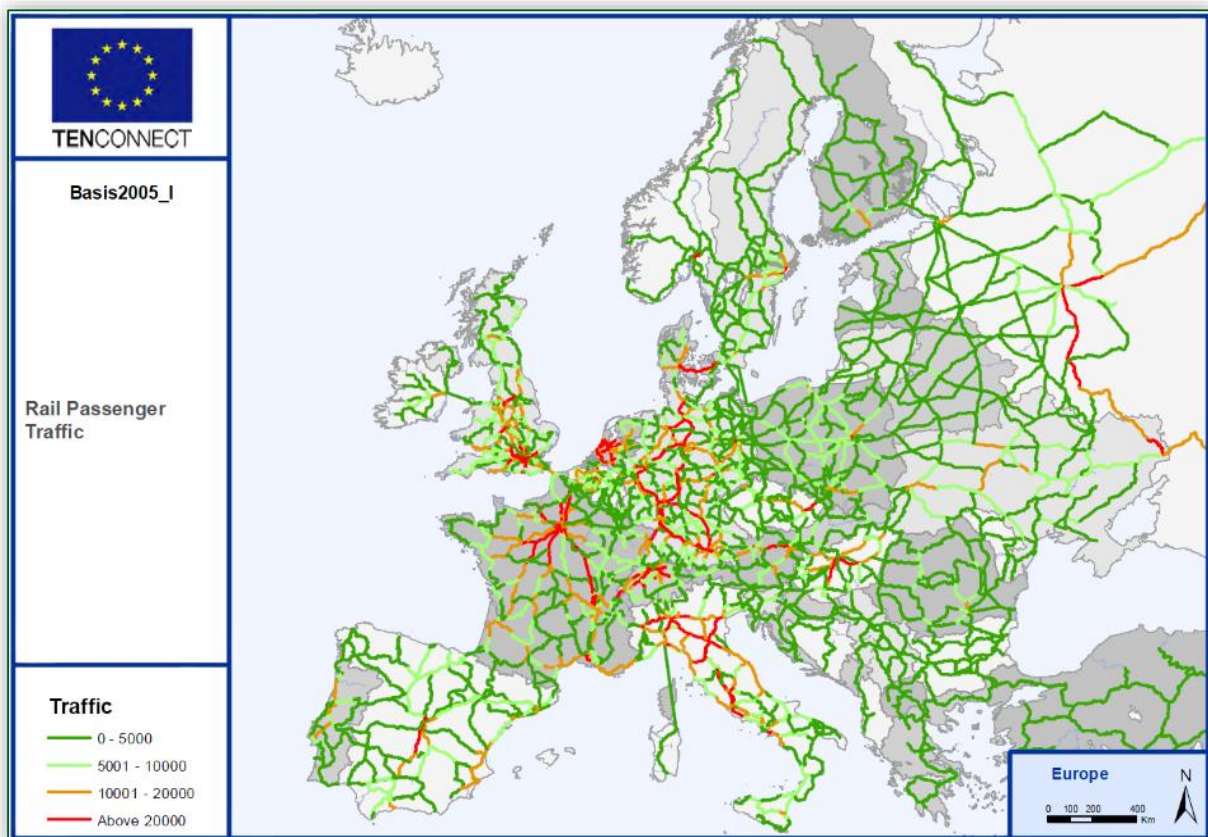 TENCONNECT
Basis2005_I
Rail Passenger
Traffic
Traffic
0 - 5000
5001 - 10000
10001 - 20000
Above 20000
Europe
N
0 100 200 400
Km